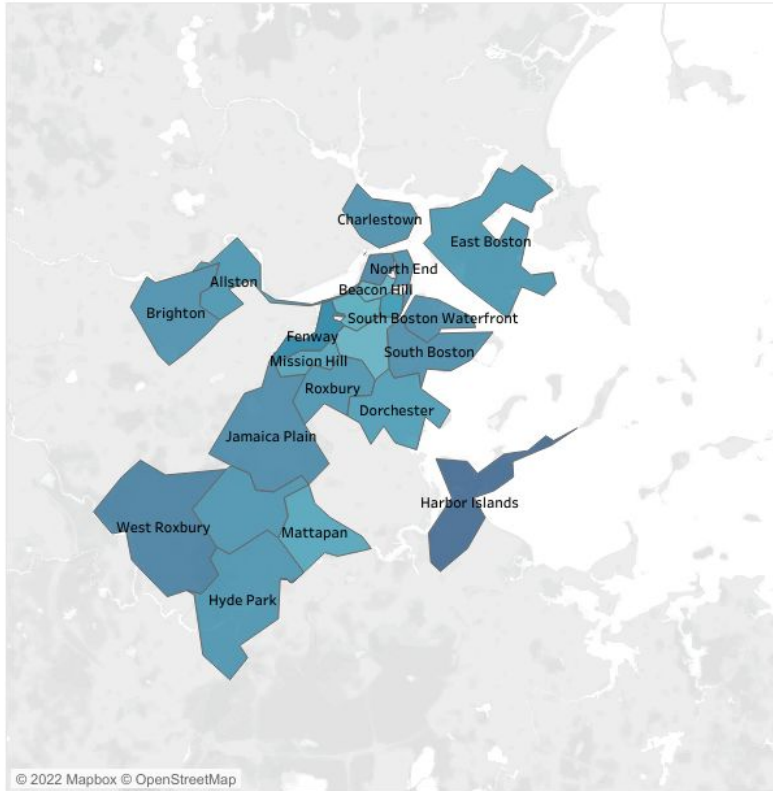 Charlestown
East Boston
North End
Allston
Beacon Hill
Brighton
South Boston Waterfront
Fenway
South Boston
Mission Hill
Roxbury
Dorchester
Jamaica Plain
Harbor Islands
West Roxbury
Mattapan
Hyde Park
© 2022 Mapbox © OpenStreetMap